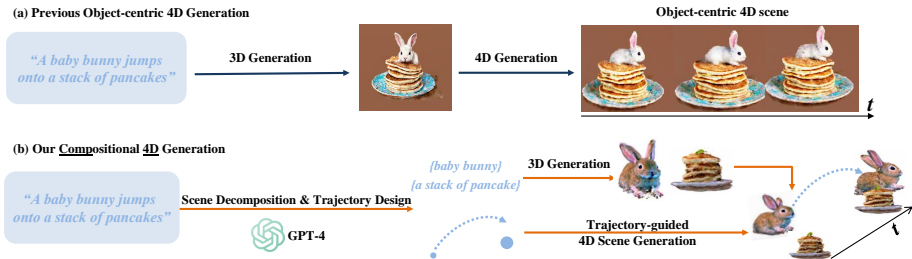 (a) Previous Object-centric 4D Generation
Object-centric 4D scene
"A baby bunny jumps
onto a stack of pancakes"
3D Generation
4D Generation
t
(b) Our Compositional 4D Generation
"A baby bunny jumps
onto a stack of pancakes"
Scene Decomposition & Trajectory Design
GPT-4
{baby bunny}
{a stack of pancake}
3D Generation
Trajectory-guided
4D Scene Generation
t